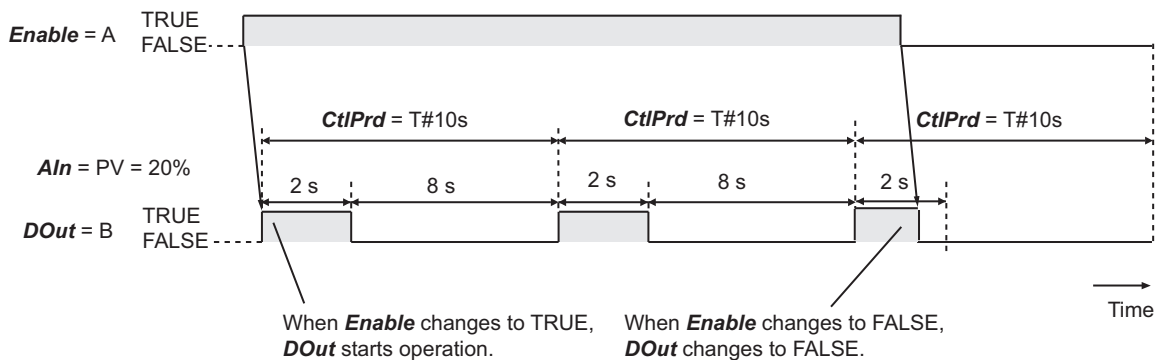 Enable = A
TRUE
FALSE
CtlPrd = T#10s
CtlPrd = T#10s
CtlPrd = T#10s
AIn = PV = 20%
2 s
8 s
2 s
8 s
2 s
DOut = B
TRUE
FALSE
Time
When Enable changes to TRUE,
DOut starts operation.
When Enable changes to FALSE,
DOut changes to FALSE.